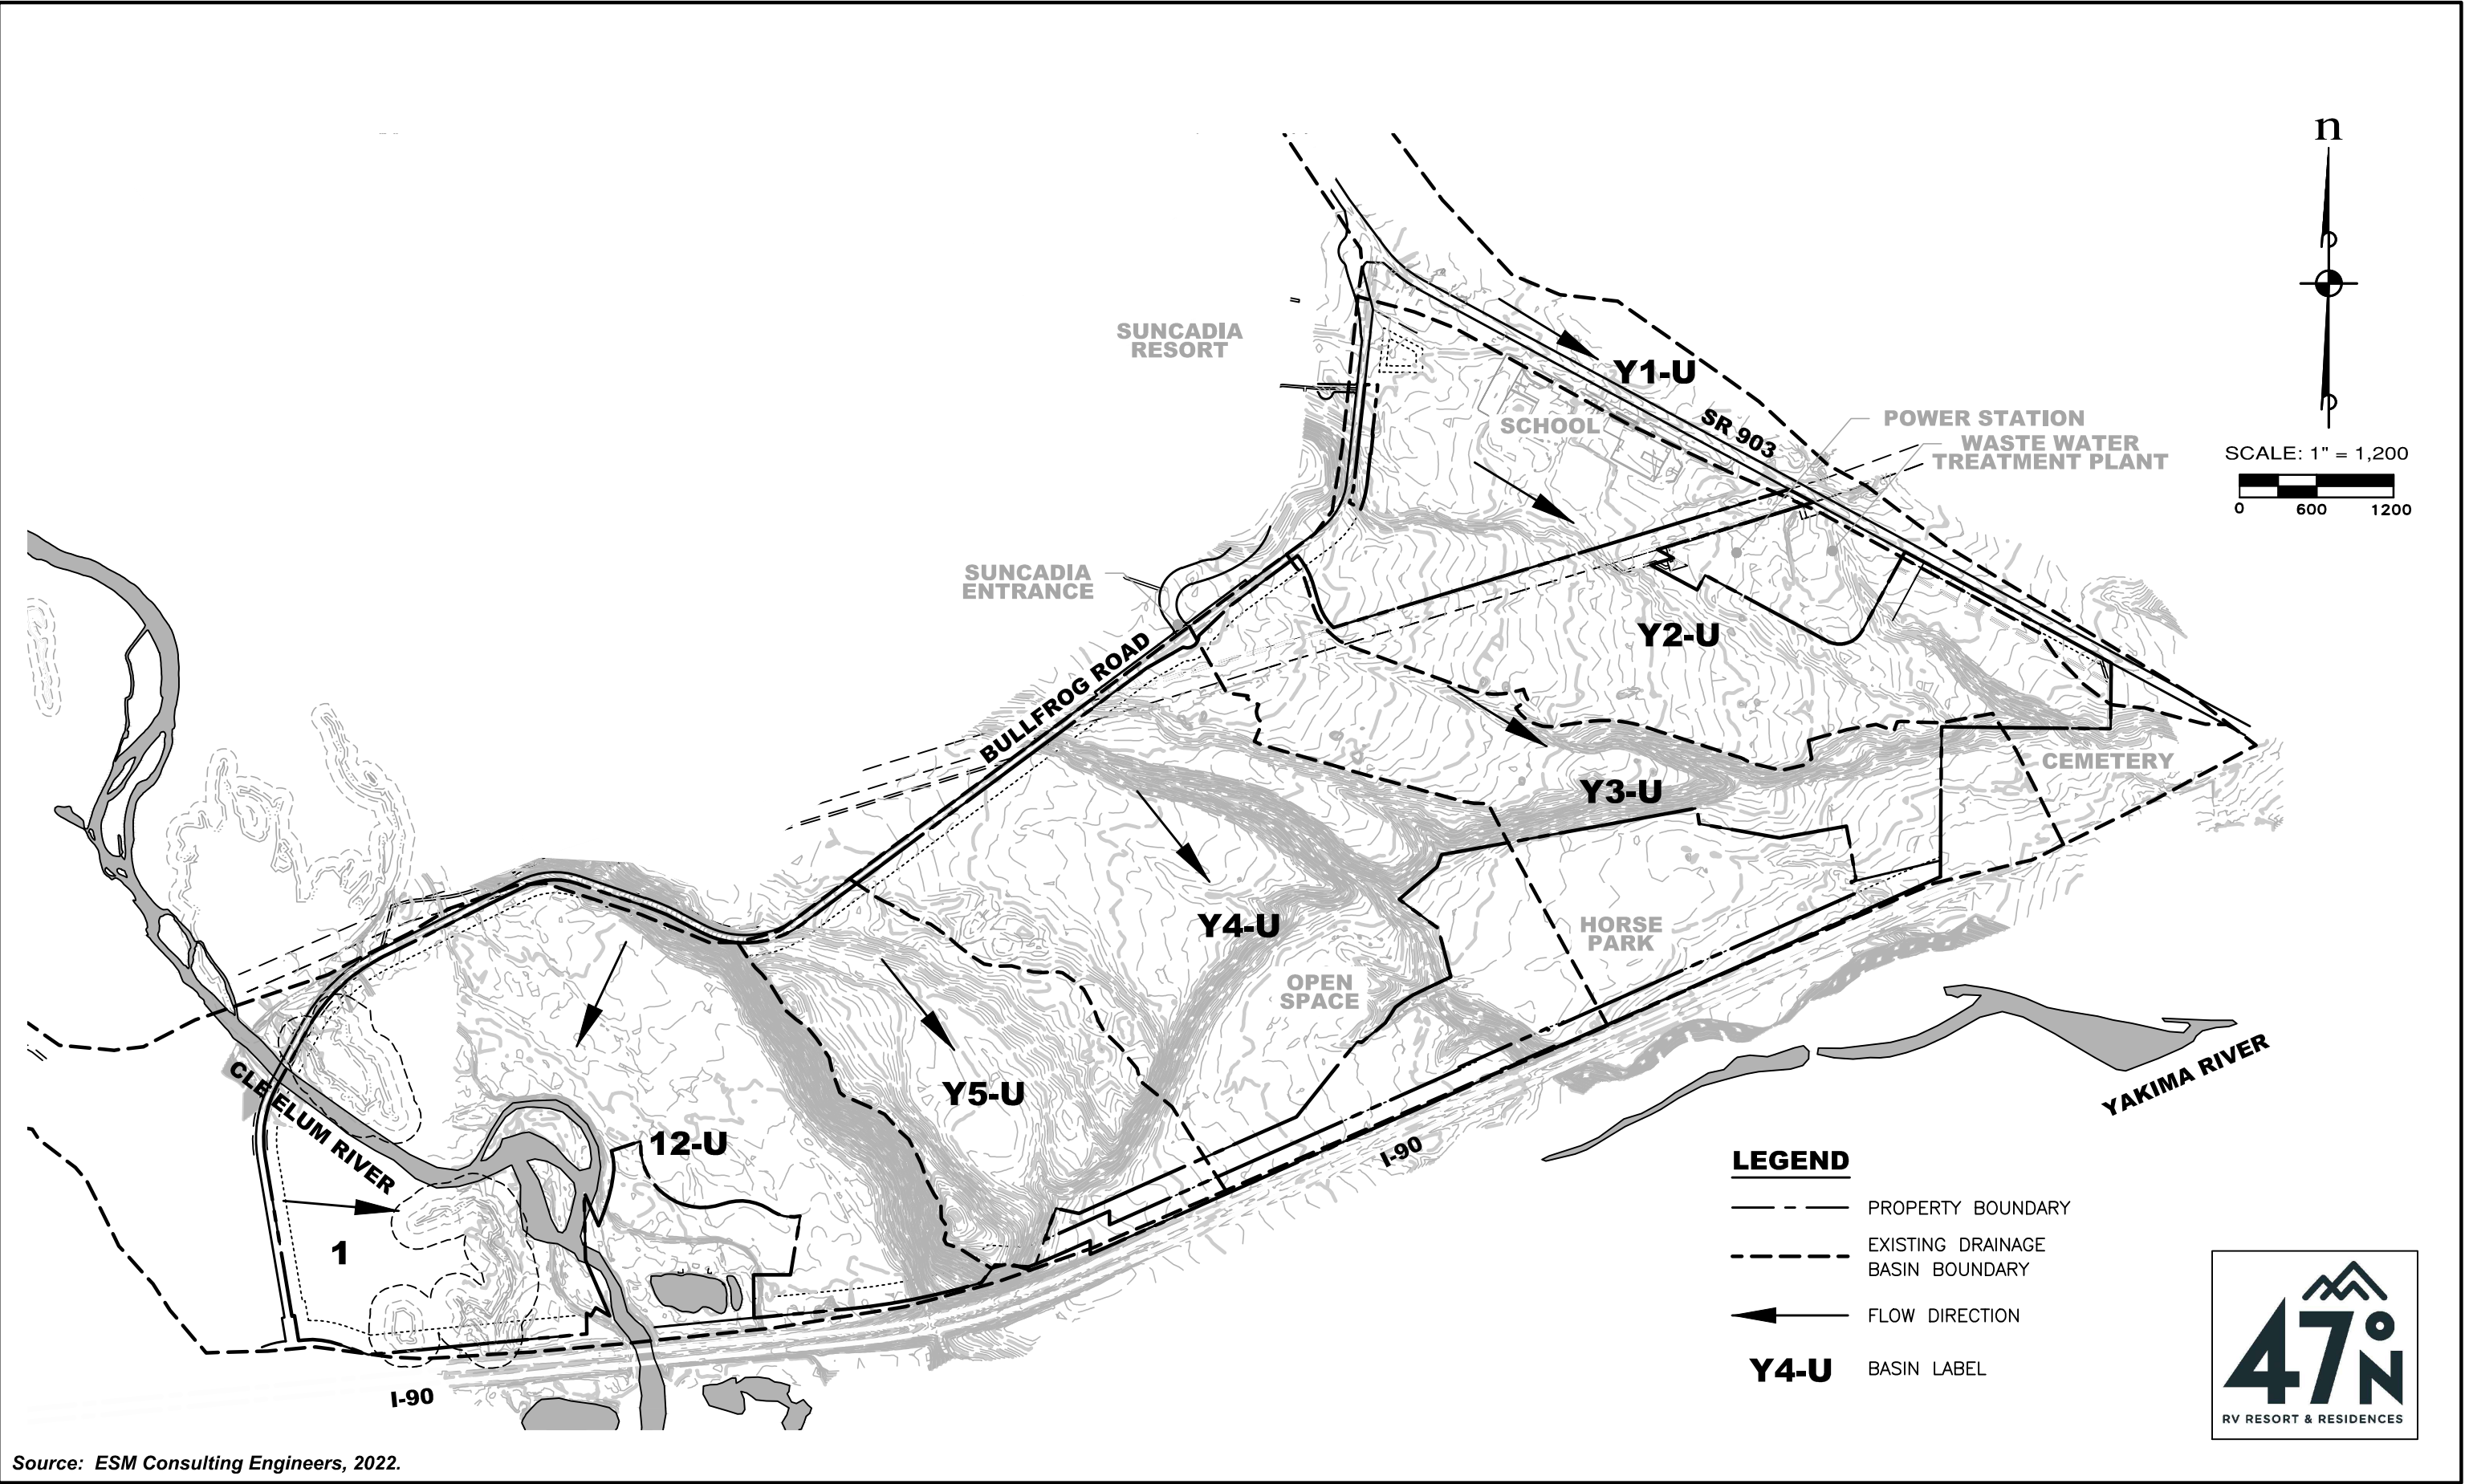 n
SCALE: 1" = 1,200
0 600 1200
SUNCADIA
RESORT
Y1-U
SR 903
SCHOOL
POWER STATION
WASTE WATER
TREATMENT PLANT
SUNCADIA
ENTRANCE
BULLFROG ROAD
Y2-U
Y3-U
CEMETERY
Y4-U
HORSE
PARK
OPEN
SPACE
Y5-U
12-U
CLE ELUM RIVER
1
I-90
I-90
YAKIMA RIVER
LEGEND
PROPERTY BOUNDARY
EXISTING DRAINAGE
BASIN BOUNDARY
FLOW DIRECTION
Y4-U BASIN LABEL
47°N
RV RESORT & RESIDENCES
Source: ESM Consulting Engineers, 2022.